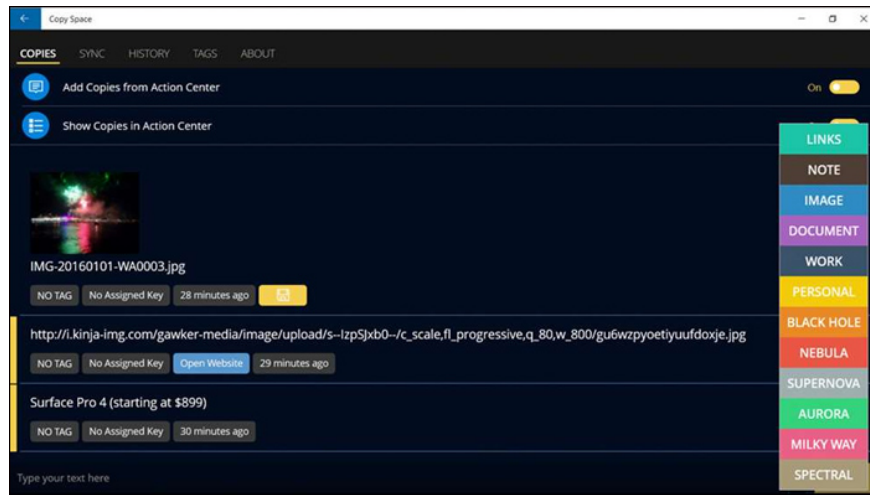 Copy Space
COPIES SYNC HISTORY TAGS ABOUT
Add Copies from Action Center On
Show Copies in Action Center
LINKS
NOTE
IMAGE
DOCUMENT
WORK
PERSONAL
BLACK HOLE
NEBULA
SUPERNOVA
AURORA
MILKY WAY
SPECTRAL
IMG-20160101-WA0003.jpg
NO TAG No Assigned Key 28 minutes ago
http://i.kinja-img.com/gawker-media/image/upload/s--IzpSJxb0--/c_scale,fl_progressive,q_80,w_800/gu6wzpyoetiyuufdoxje.jpg
NO TAG No Assigned Key Open Website 29 minutes ago
Surface Pro 4 (starting at $899)
NO TAG No Assigned Key 30 minutes ago
Type your text here